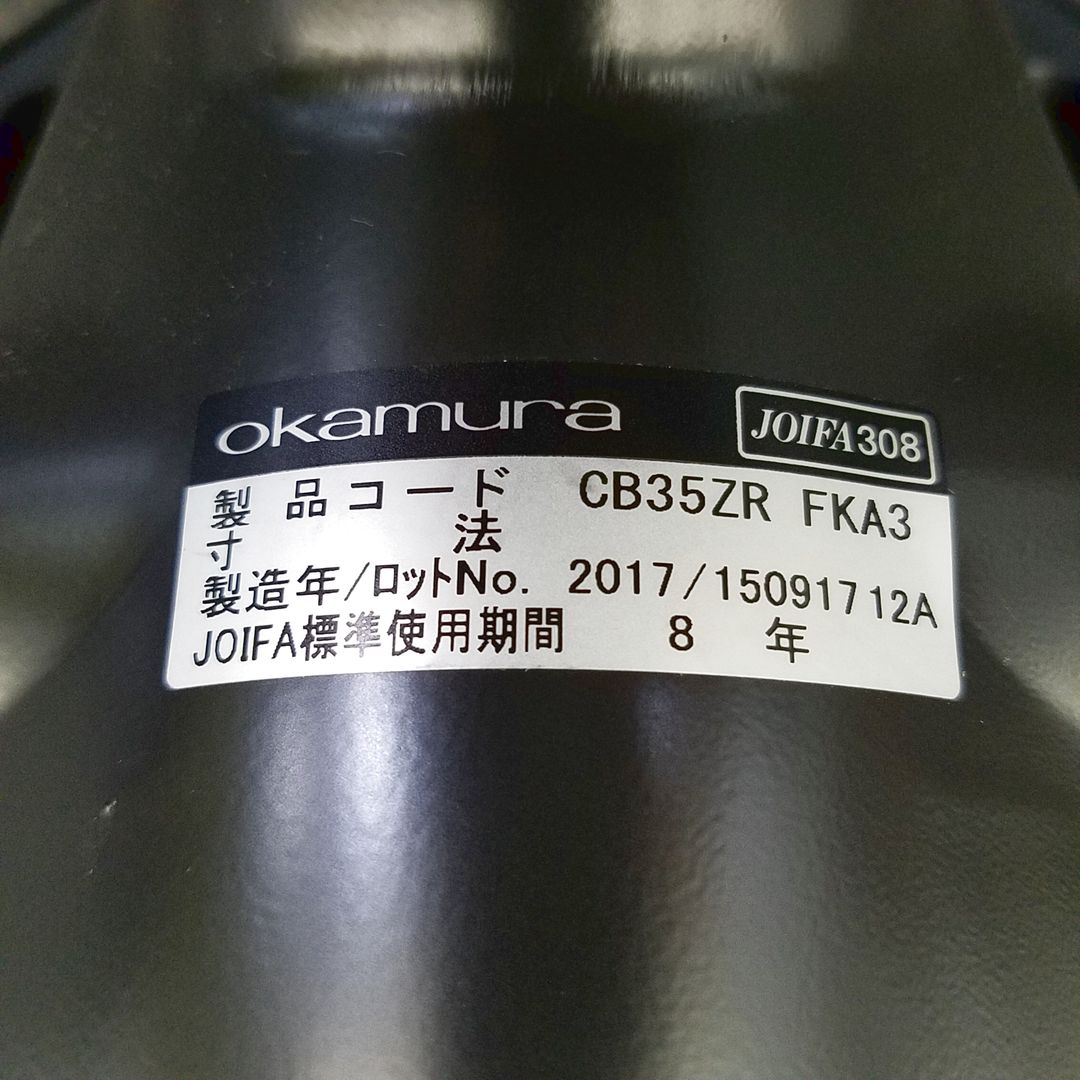 okamura JOIFA308
製品コード CB35ZR FKA3
寸法
製造年/ロットNo. 2017/15091712A
JOIFA標準使用期間 8 年